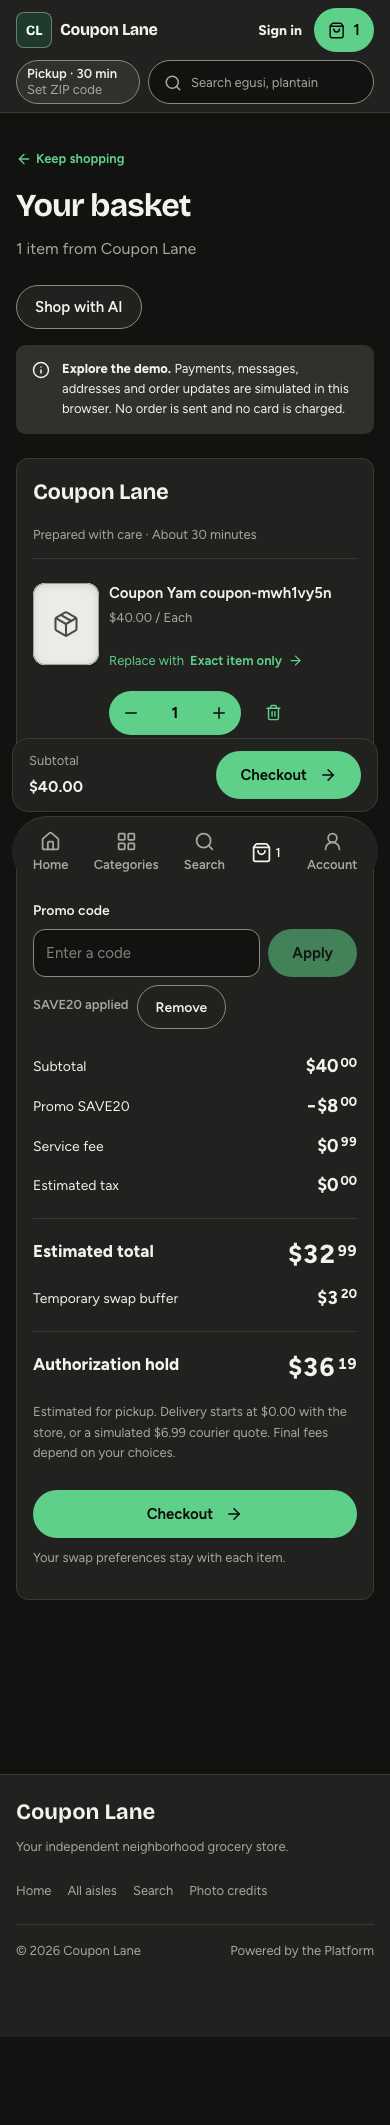 CL Coupon Lane Sign in 1
Pickup · 30 min
Set ZIP code
Search egusi, plantain
Keep shopping
Your basket
1 item from Coupon Lane
Shop with AI
Explore the demo. Payments, messages,
addresses and order updates are simulated in this
browser. No order is sent and no card is charged.
Coupon Lane
Prepared with care · About 30 minutes
Coupon Yam coupon-mwh1vy5n
$40.00 / Each
Replace with Exact item only
1
Subtotal
$40.00
Checkout
Home Categories Search 1 Account
Promo code
Enter a code Apply
SAVE20 applied Remove
Subtotal $40 00
Promo SAVE20 -$8 00
Service fee $0 99
Estimated tax $0 00
Estimated total $32 99
Temporary swap buffer $3 20
Authorization hold $36 19
Estimated for pickup. Delivery starts at $0.00 with the
store, or a simulated $6.99 courier quote. Final fees
depend on your choices.
Checkout
Your swap preferences stay with each item.
Coupon Lane
Your independent neighborhood grocery store.
Home All aisles Search Photo credits
© 2026 Coupon Lane Powered by the Platform